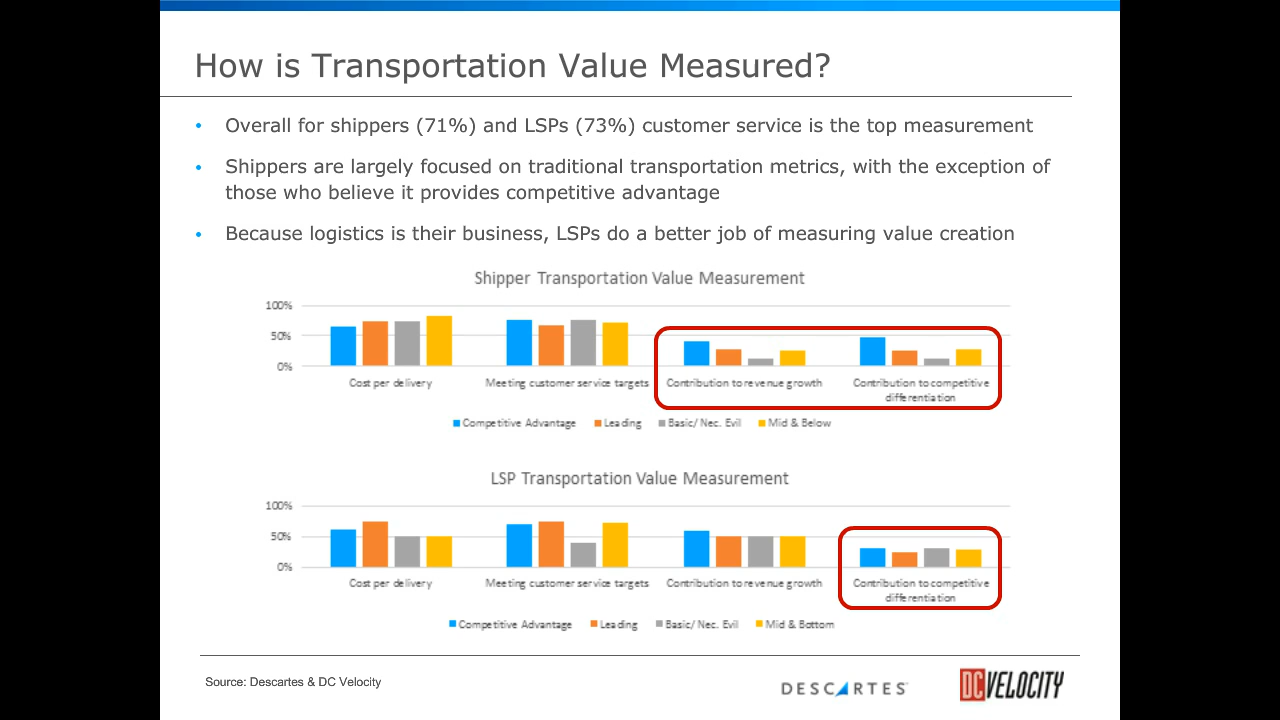 How is Transportation Value Measured?
• Overall for shippers (71%) and LSPs (73%) customer service is the top measurement
• Shippers are largely focused on traditional transportation metrics, with the exception of
those who believe it provides competitive advantage
• Because logistics is their business, LSPs do a better job of measuring value creation
Shipper Transportation Value Measurement
100%
50%
0%
Cost per delivery
Meeting customer service targets
Contribution to revenue growth
Contribution to competitive
differentiation
Competitive Advantage
Leading
Basic/ Nec. Evil
Mid & Below
LSP Transportation Value Measurement
100%
50%
0%
Cost per delivery
Meeting customer service targets
Contribution to revenue growth
Contribution to competitive
differentiation
Competitive Advantage
Leading
Basic/ Nec. Evil
Mid & Bottom
Source: Descartes & DC Velocity
DESCARTES
DC VELOCITY